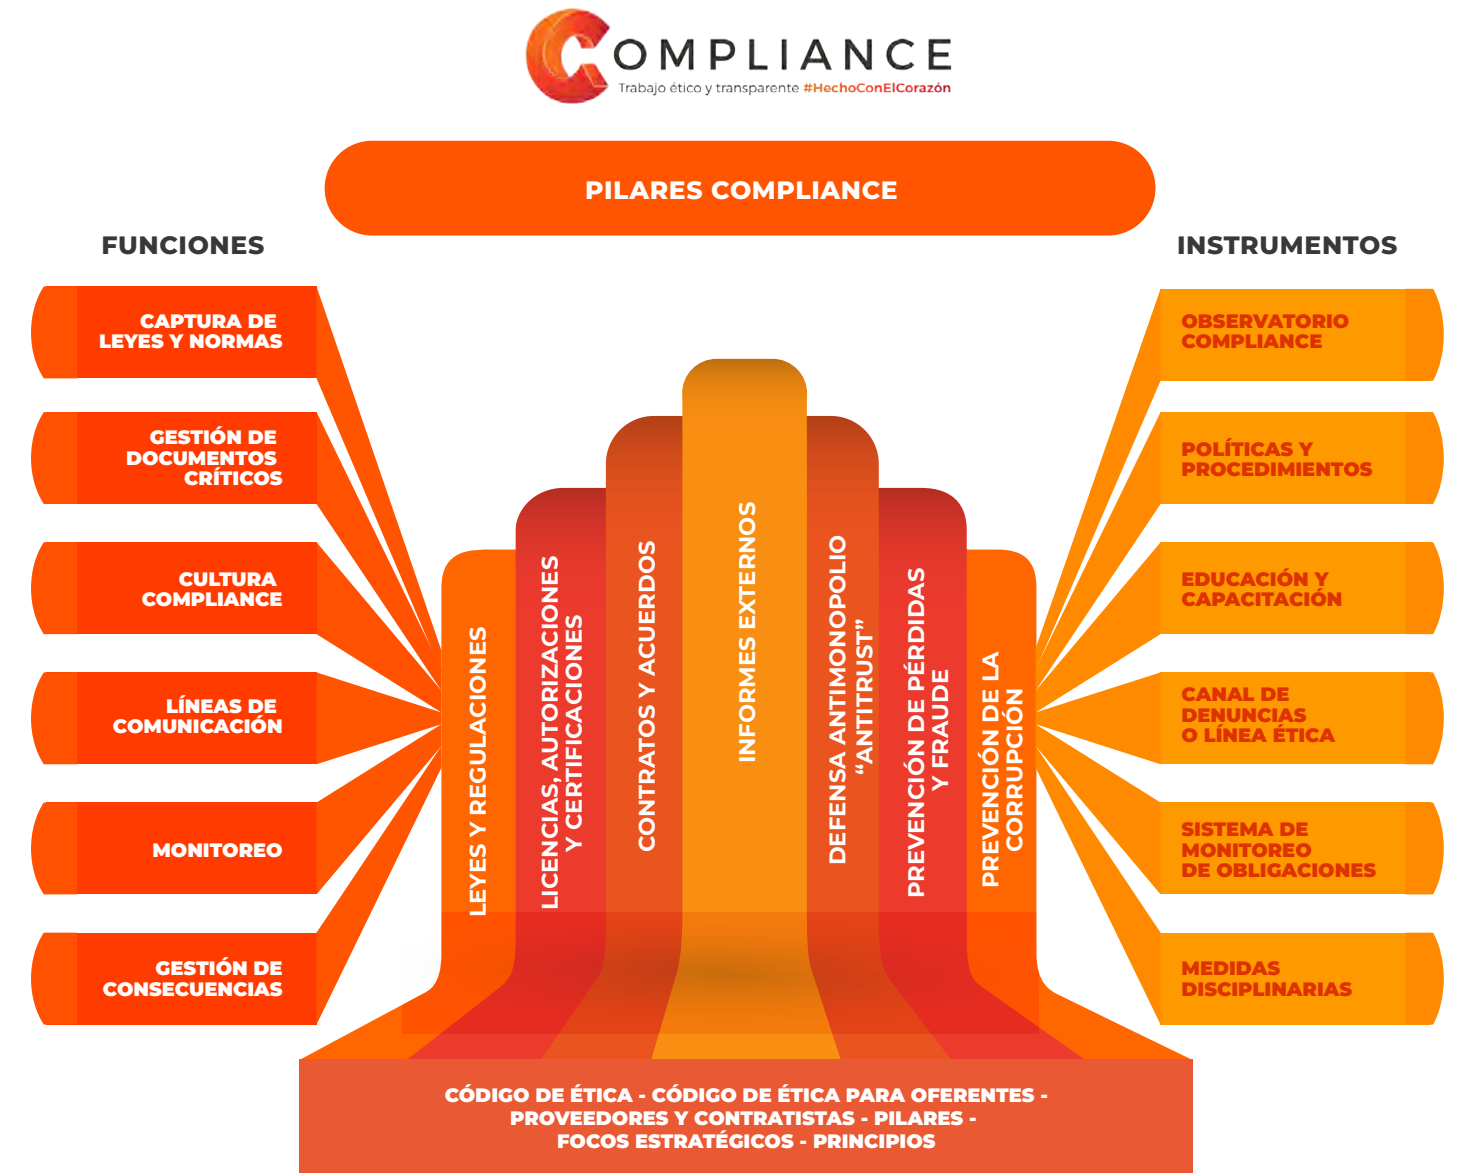 COMPLIANCE
Trabajo ético y transparente #HechoConElCorazón
PILARES COMPLIANCE
FUNCIONES
CAPTURA DE
LEYES Y NORMAS
GESTIÓN DE
DOCUMENTOS
CRÍTICOS
CULTURA
COMPLIANCE
LÍNEAS DE
COMUNICACIÓN
MONITOREO
GESTIÓN DE
CONSECUENCIAS
LEYES Y REGULACIONES
LICENCIAS, AUTORIZACIONES
Y CERTIFICACIONES
CONTRATOS Y ACUERDOS
INFORMES EXTERNOS
DEFENSA ANTIMONOPOLIO
“ANTITRUST”
PREVENCIÓN DE PÉRDIDAS
Y FRAUDE
PREVENCIÓN DE LA
CORRUPCIÓN
INSTRUMENTOS
OBSERVATORIO
COMPLIANCE
POLÍTICAS Y
PROCEDIMIENTOS
EDUCACIÓN Y
CAPACITACIÓN
CANAL DE
DENUNCIAS
O LÍNEA ÉTICA
SISTEMA DE
MONITOREO
DE OBLIGACIONES
MEDIDAS
DISCIPLINARIAS
CÓDIGO DE ÉTICA - CÓDIGO DE ÉTICA PARA OFERENTES -
PROVEEDORES Y CONTRATISTAS - PILARES -
FOCOS ESTRATÉGICOS - PRINCIPIOS